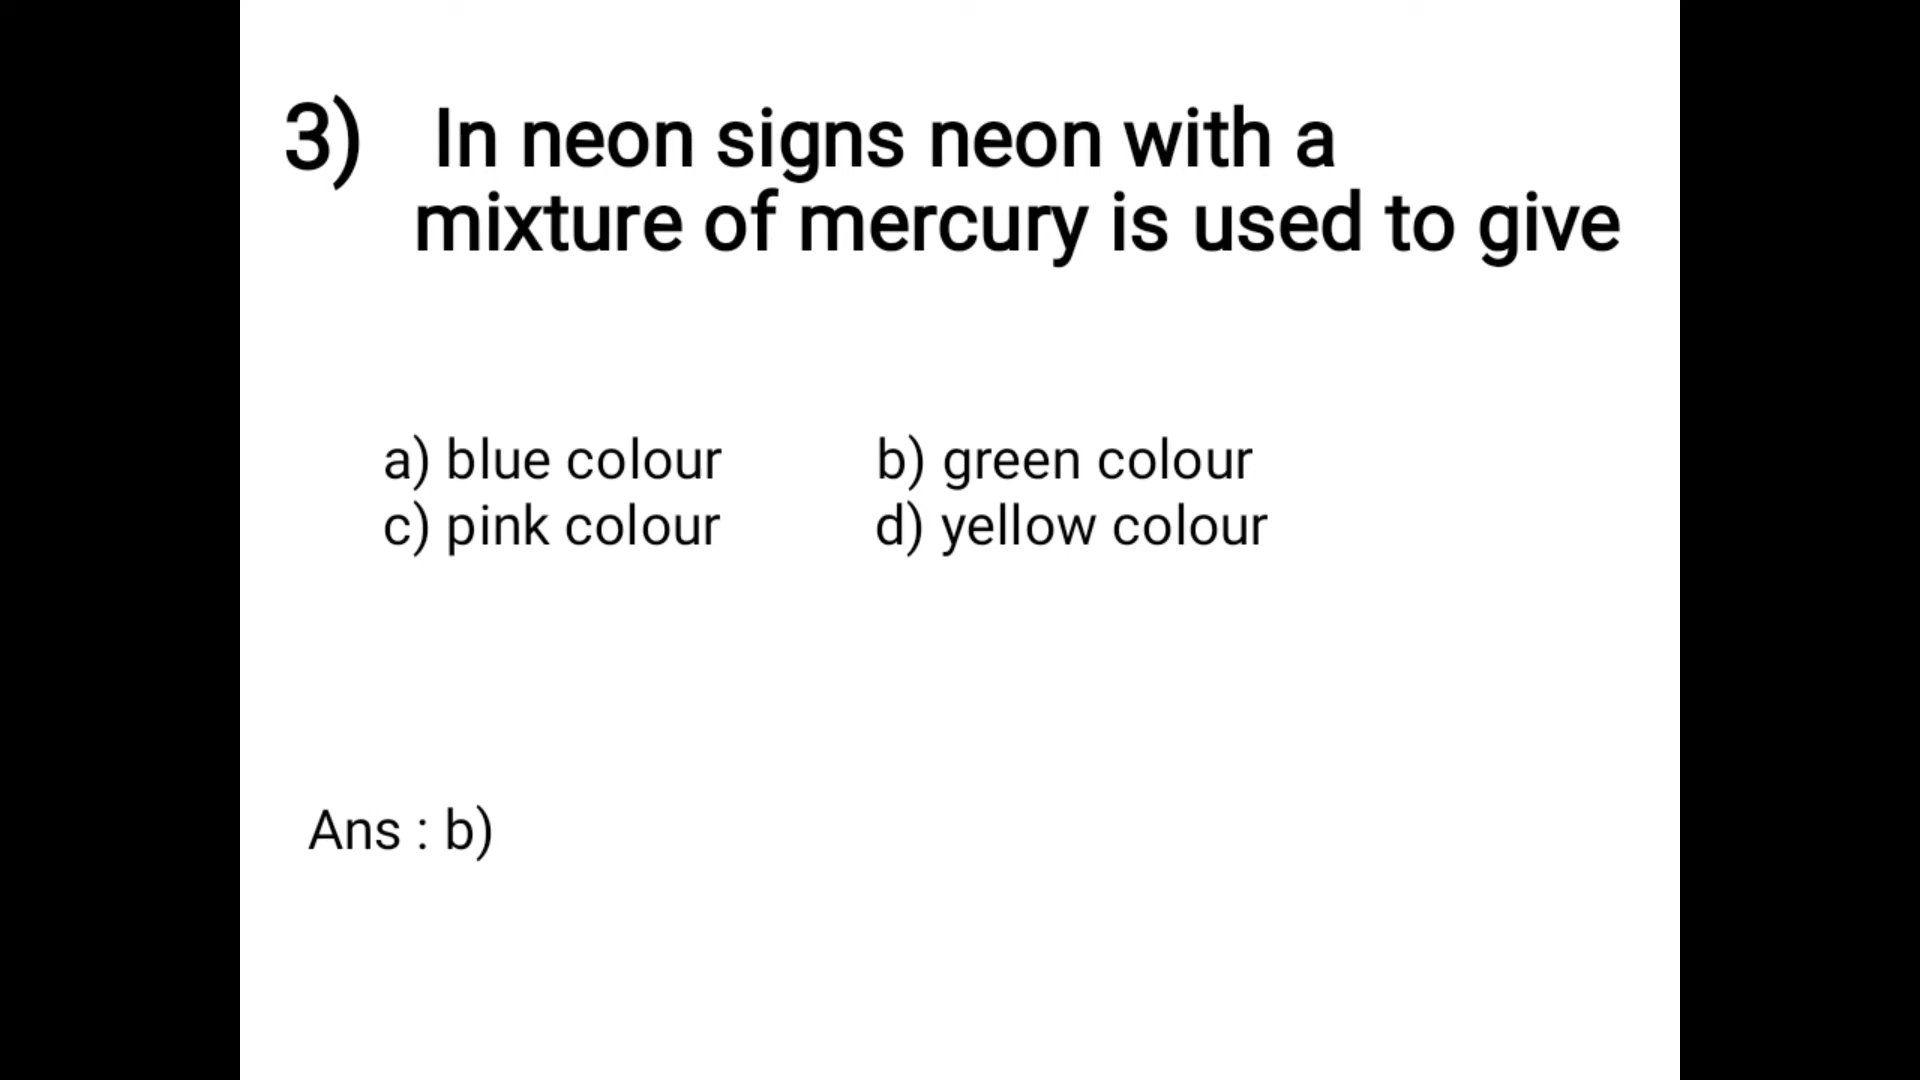 3) In neon signs neon with a
mixture of mercury is used to give
a) blue colour b) green colour
c) pink colour d) yellow colour
Ans : b)